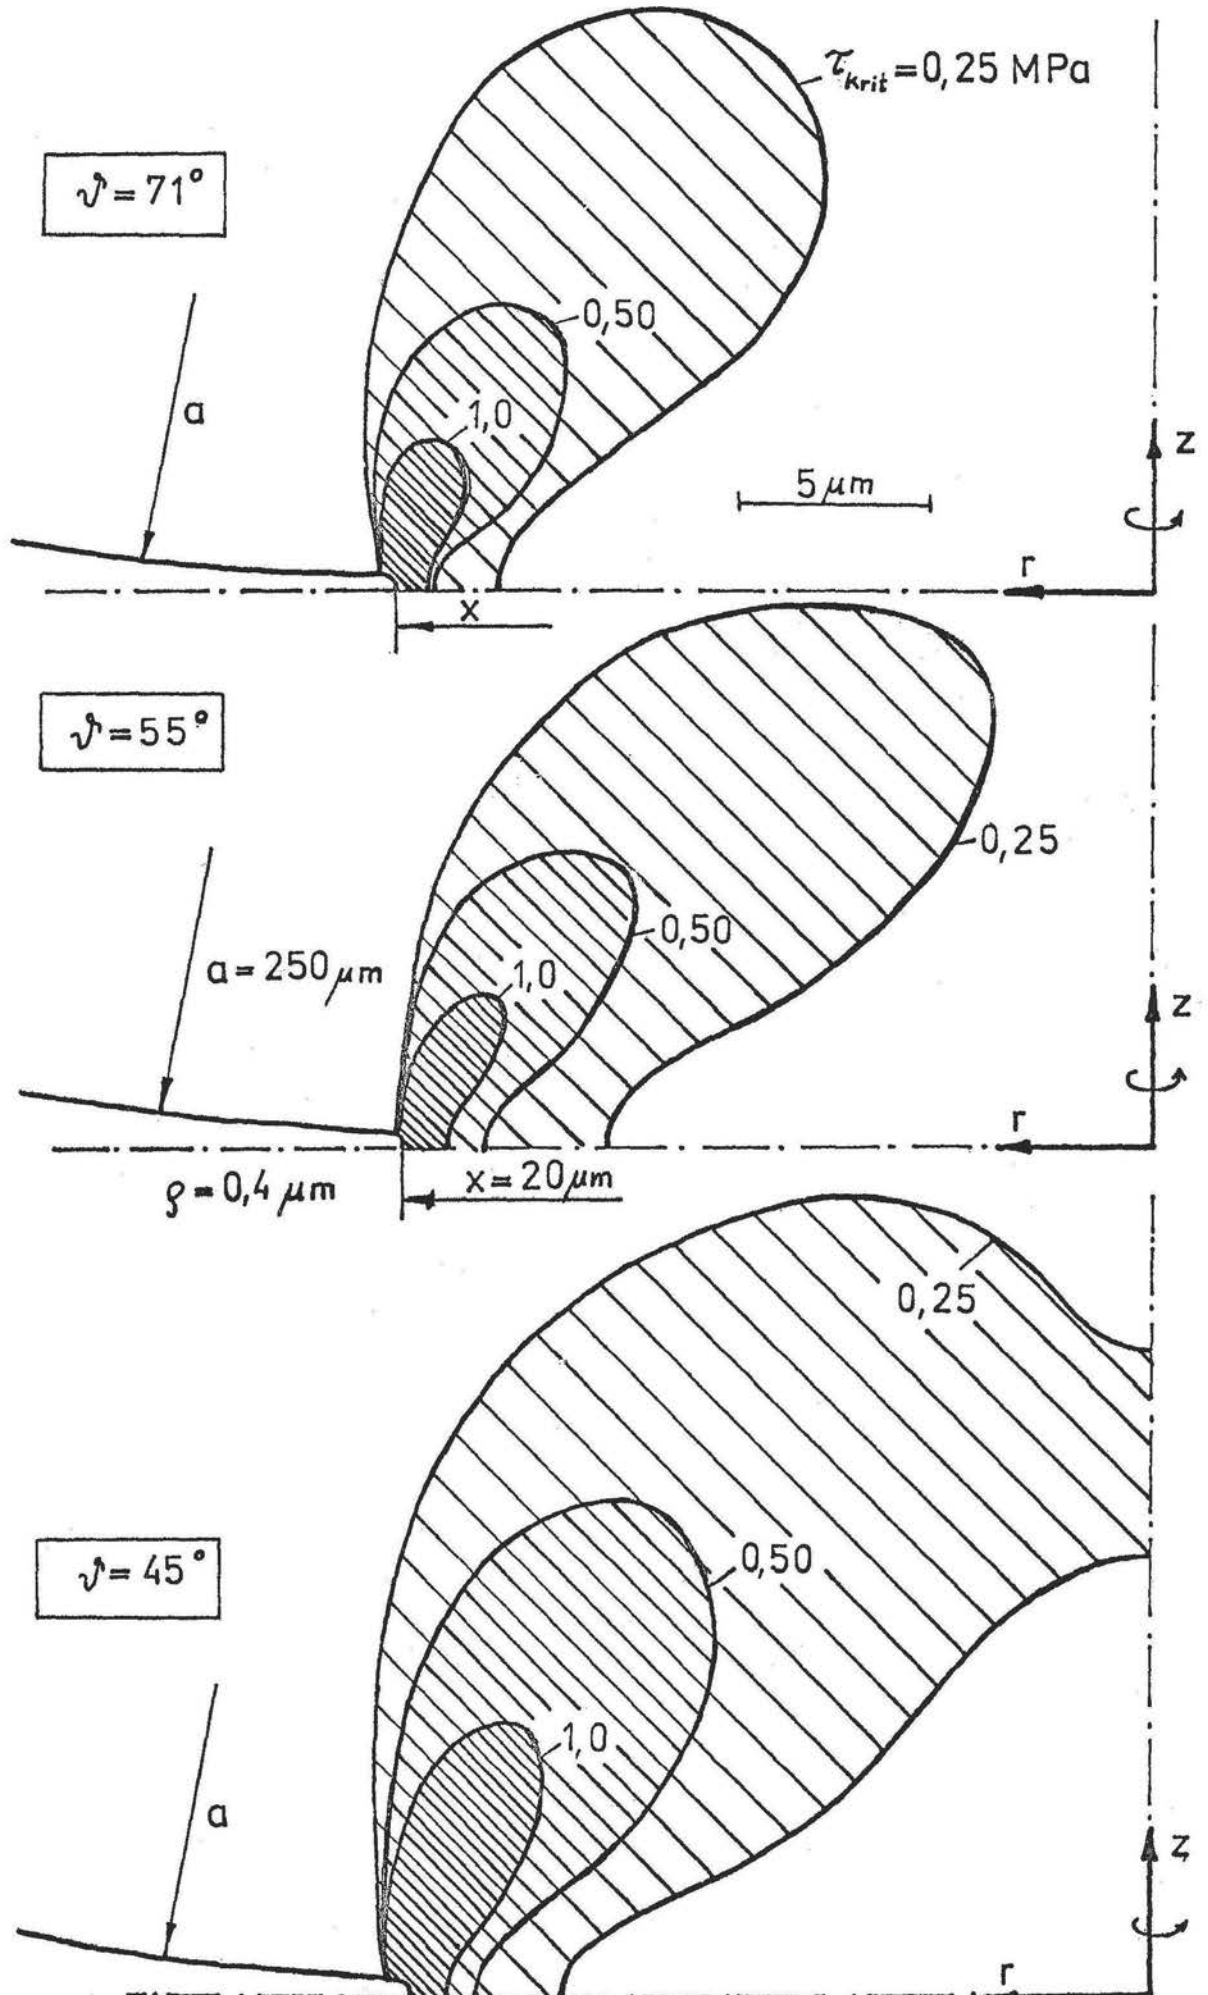 τkrit = 0,25 MPa
ϑ = 71°
0,50
a
1,0
z
5 μm
r
x
ϑ = 55°
0,25
0,50
a = 250 μm
1,0
z
r
x = 20 μm
ρ = 0,4 μm
0,25
ϑ = 45°
0,50
1,0
a
z
r